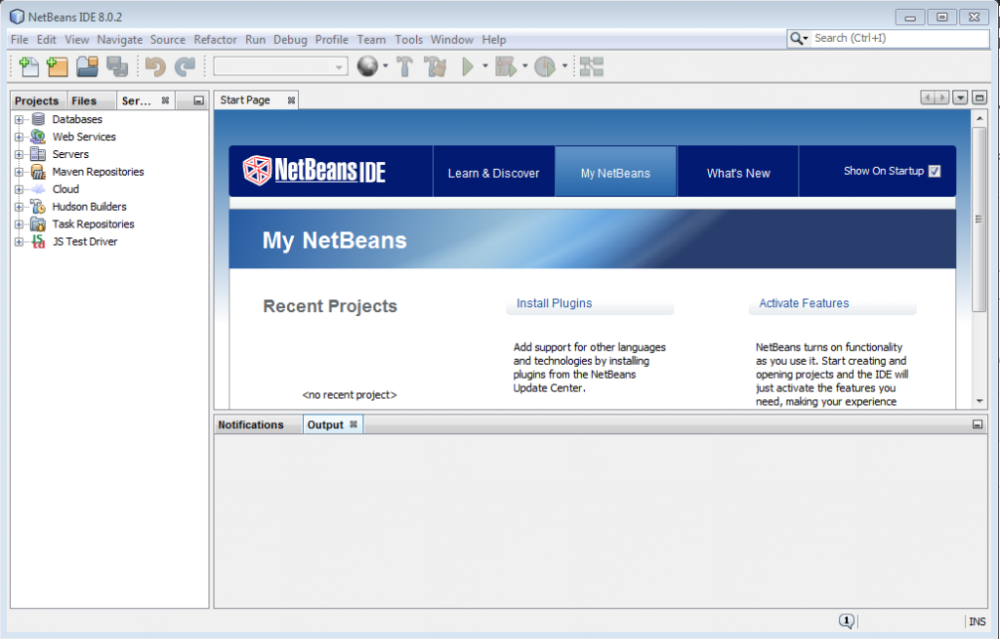 NetBeans IDE 8.0.2
File Edit View Navigate Source Refactor Run Debug Profile Team Tools Window Help
Search (Ctrl+I)
Projects Files Ser...
Start Page
Databases
Web Services
Servers
Maven Repositories
Cloud
Hudson Builders
Task Repositories
JS Test Driver
NetBeans IDE
Learn & Discover
My NetBeans
What's New
Show On Startup
My NetBeans
Recent Projects
<no recent project>
Install Plugins
Add support for other languages
and technologies by installing
plugins from the NetBeans
Update Center.
Activate Features
NetBeans turns on functionality
as you use it. Start creating and
opening projects and the IDE will
just activate the features you
need, making your experience
Notifications Output
1
INS